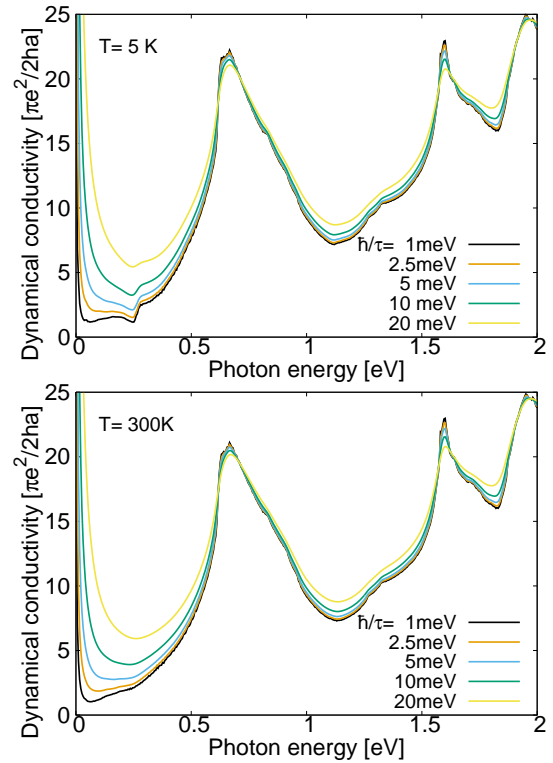 25
20
15
10
5
0
Dynamical conductivity [πe²/2ha]
T= 5 K
ħ/τ= 1meV
2.5meV
5 meV
10 meV
20 meV
0 0.5 1 1.5 2
Photon energy [eV]
25
20
15
10
5
0
Dynamical conductivity [πe²/2ha]
T= 300K
ħ/τ= 1meV
2.5meV
5meV
10meV
20meV
0 0.5 1 1.5 2
Photon energy [eV]